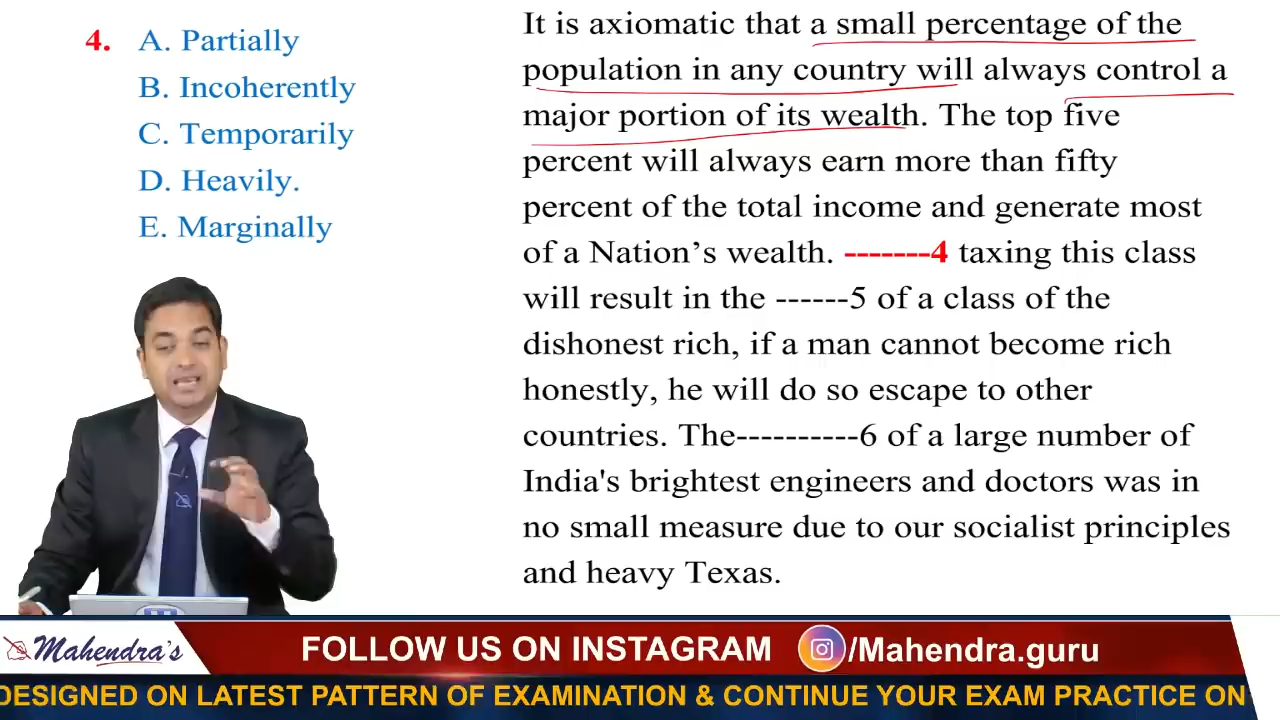 4. A. Partially
B. Incoherently
C. Temporarily
D. Heavily.
E. Marginally
It is axiomatic that a small percentage of the
population in any country will always control a
major portion of its wealth. The top five
percent will always earn more than fifty
percent of the total income and generate most
of a Nation's wealth. -------4 taxing this class
will result in the ------5 of a class of the
dishonest rich, if a man cannot become rich
honestly, he will do so escape to other
countries. The----------6 of a large number of
India's brightest engineers and doctors was in
no small measure due to our socialist principles
and heavy Texas.
Mahendra's
FOLLOW US ON INSTAGRAM /Mahendra.guru
DESIGNED ON LATEST PATTERN OF EXAMINATION & CONTINUE YOUR EXAM PRACTICE ON